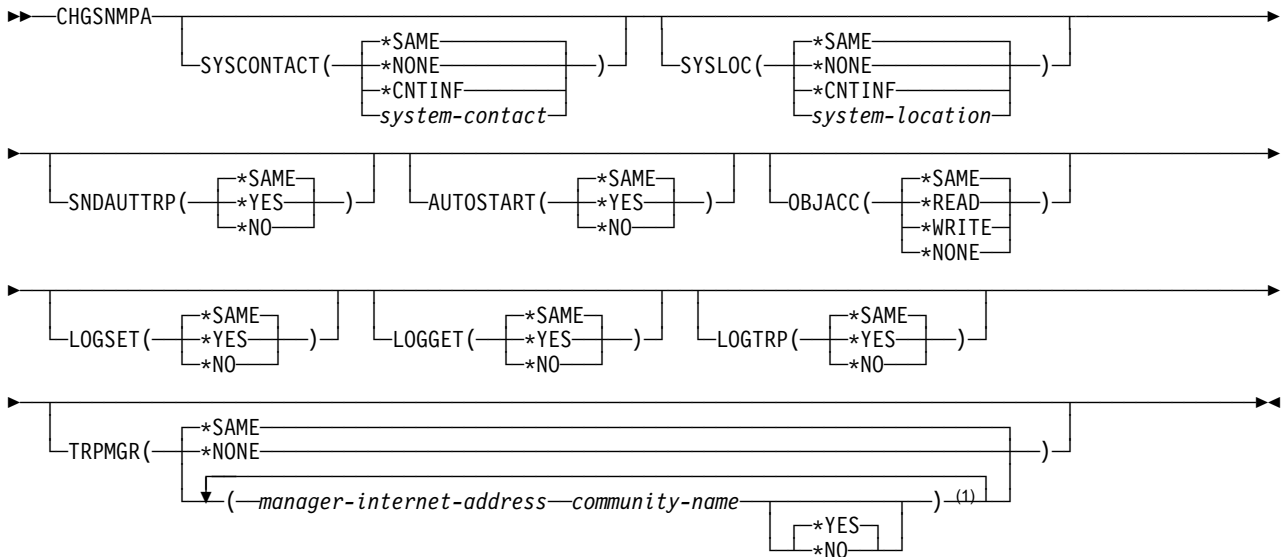 CHGSNMPA
SYSCONTACT( *SAME ) SYSLOC( *SAME )
*NONE *NONE
*CNTINF *CNTINF
system-contact system-location
SNDAUTTRP( *SAME ) AUTOSTART( *SAME ) OBJACC( *SAME )
*YES *YES *READ
*NO *NO *WRITE
*NONE
LOGSET( *SAME ) LOGGET( *SAME ) LOGTRP( *SAME )
*YES *YES *YES
*NO *NO *NO
TRPMGR( *SAME )
*NONE
( manager-internet-address community-name ) (1)
*YES
*NO